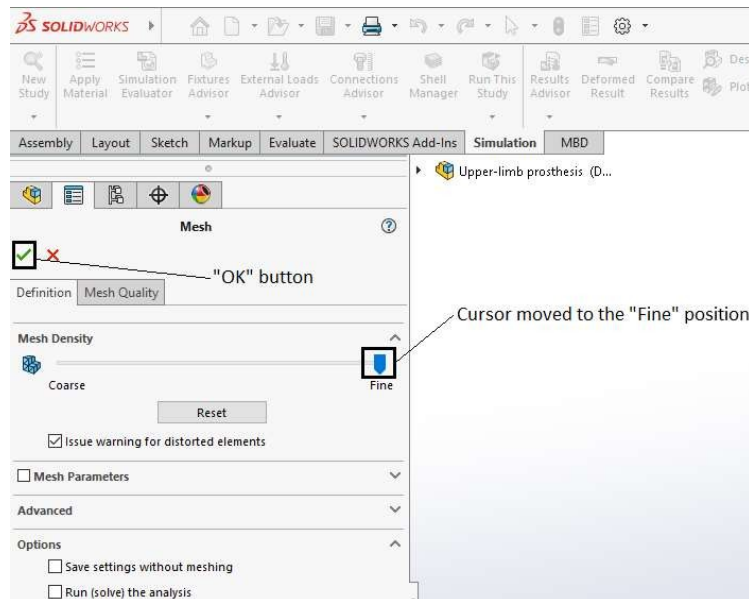 SOLIDWORKS
New Study
Apply Material
Simulation Evaluator
Fixtures Advisor
External Loads Advisor
Connections Advisor
Shell Manager
Run This Study
Results Advisor
Deformed Result
Compare Results
Des
Plot
Assembly Layout Sketch Markup Evaluate SOLIDWORKS Add-Ins Simulation MBD
Upper-limb prosthesis (D...
Mesh
"OK" button
Definition Mesh Quality
Cursor moved to the "Fine" position
Mesh Density
Coarse Fine
Reset
Issue warning for distorted elements
Mesh Parameters
Advanced
Options
Save settings without meshing
Run (solve) the analysis